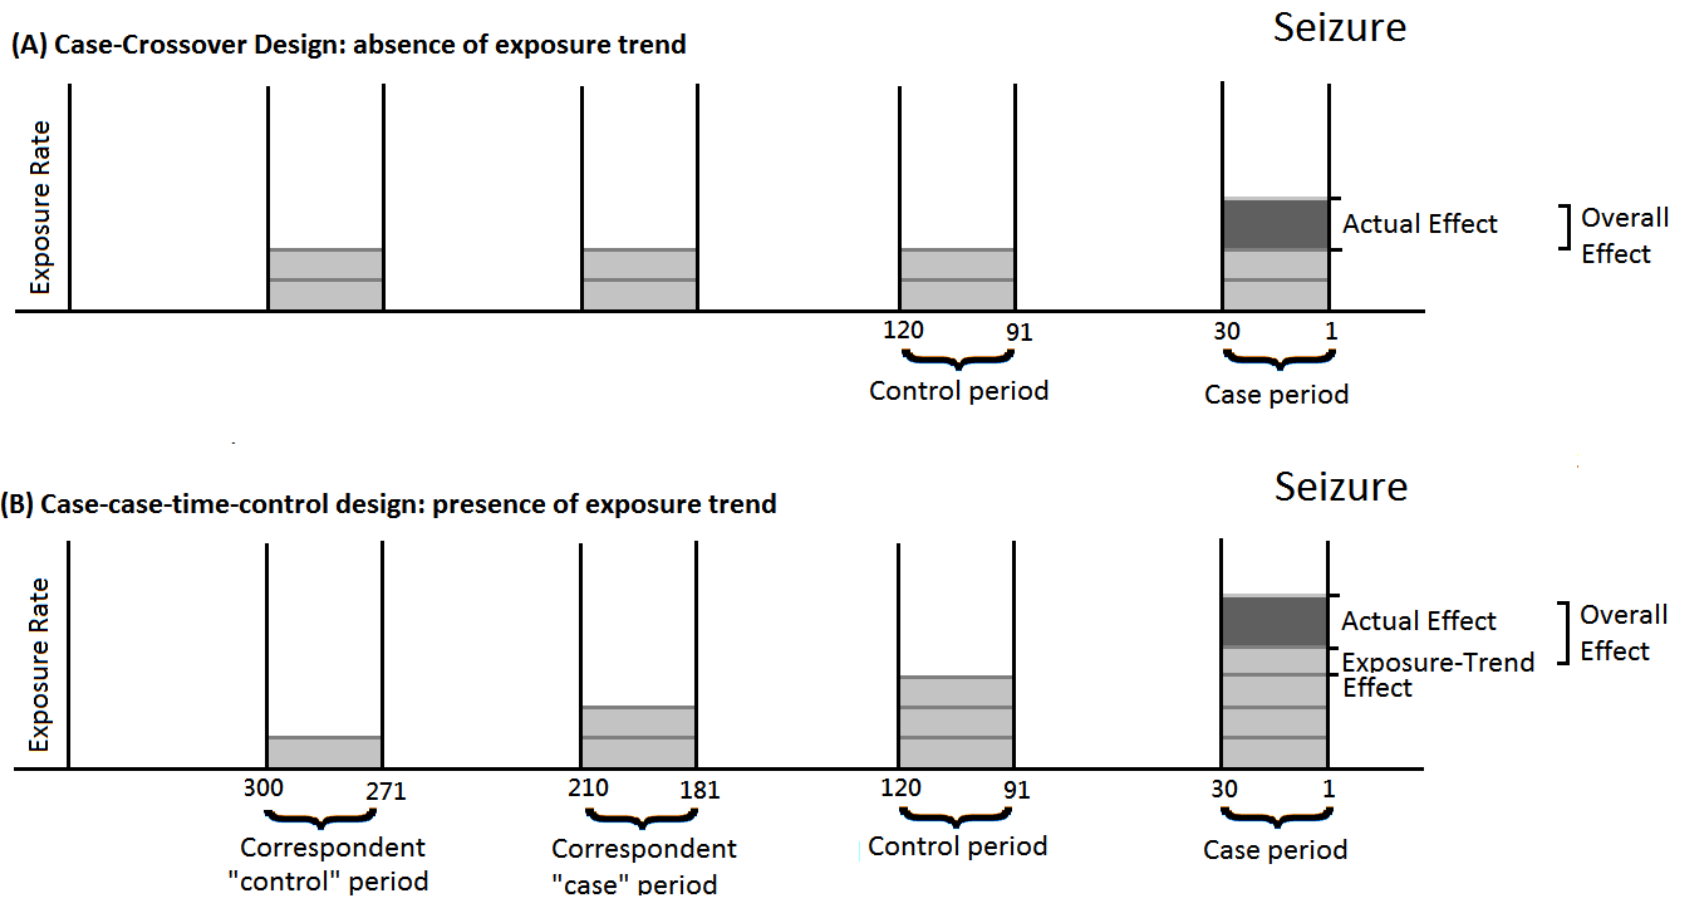 Seizure
(A) Case-Crossover Design: absence of exposure trend
Exposure Rate
Actual Effect
Overall
Effect
120
91
30
1
Control period
Case period
Seizure
(B) Case-case-time-control design: presence of exposure trend
Exposure Rate
Actual Effect
Exposure-Trend
Effect
Overall
Effect
300
271
210
181
120
91
30
1
Correspondent
"control" period
Correspondent
"case" period
Control period
Case period